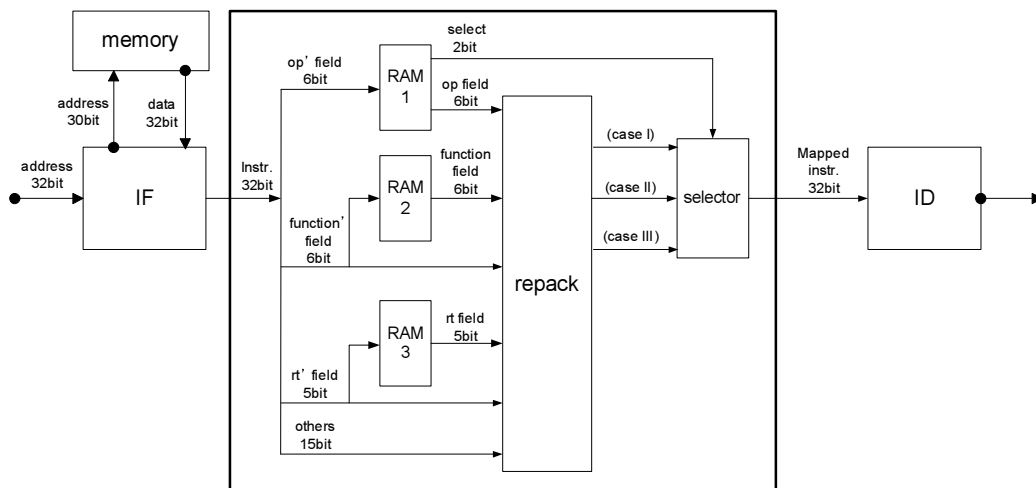 memory
address
30bit
data
32bit
address
32bit
IF
Instr.
32bit
op' field
6bit
RAM
1
select
2bit
op field
6bit
function'
field
6bit
RAM
2
function
field
6bit
rt' field
5bit
RAM
3
rt field
5bit
others
15bit
repack
(case I)
(case II)
(case III)
selector
Mapped
instr.
32bit
ID